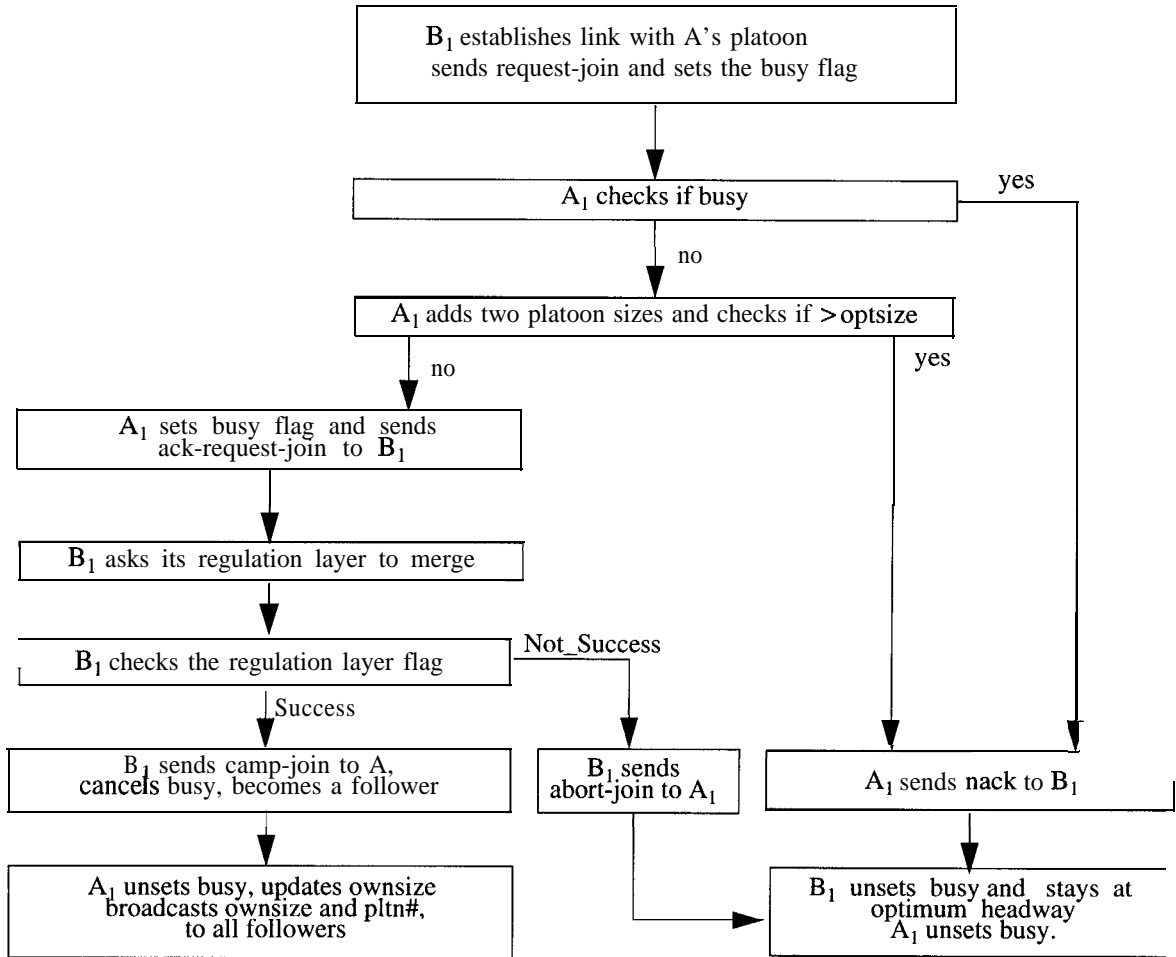 B1 establishes link with A's platoon
sends request-join and sets the busy flag
A1 checks if busy
yes
no
A1 adds two platoon sizes and checks if >optsize
no
yes
A1 sets busy flag and sends
ack-request-join to B1
B1 asks its regulation layer to merge
B1 checks the regulation layer flag
Not_Success
Success
B1 sends camp-join to A,
cancels busy, becomes a follower
B1 sends
abort-join to A1
A1 sends nack to B1
A1 unsets busy, updates ownsize
broadcasts ownsize and pltn#,
to all followers
B1 unsets busy and stays at
optimum headway
A1 unsets busy.